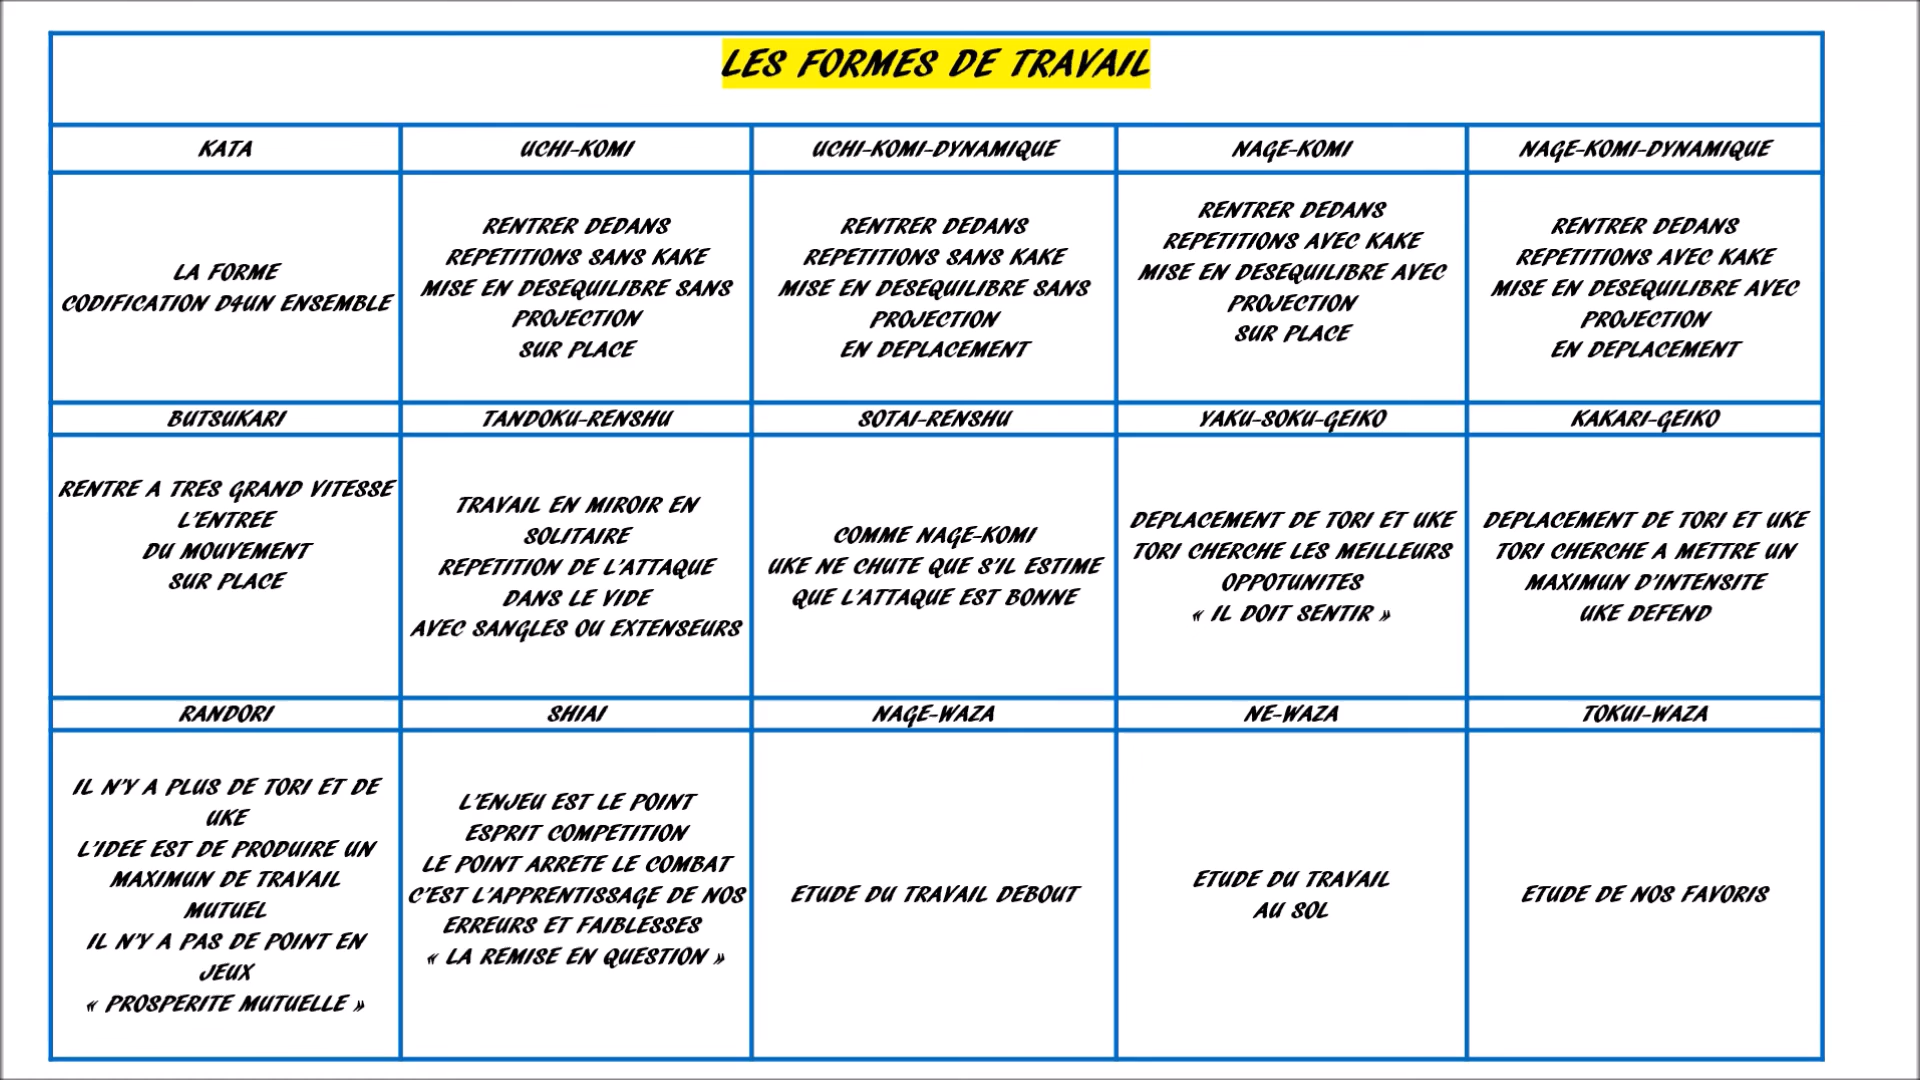 LES FORMES DE TRAVAIL
KATA
UCHI-KOMI
UCHI-KOMI-DYNAMIQUE
NAGE-KOMI
NAGE-KOMI-DYNAMIQUE
LA FORME
CODIFICATION D4UN ENSEMBLE
RENTRER DEDANS
REPETITIONS SANS KAKE
MISE EN DESEQUILIBRE SANS
PROJECTION
SUR PLACE
RENTRER DEDANS
REPETITIONS SANS KAKE
MISE EN DESEQUILIBRE SANS
PROJECTION
EN DEPLACEMENT
RENTRER DEDANS
REPETITIONS AVEC KAKE
MISE EN DESEQUILIBRE AVEC
PROJECTION
SUR PLACE
RENTRER DEDANS
REPETITIONS AVEC KAKE
MISE EN DESEQUILIBRE AVEC
PROJECTION
EN DEPLACEMENT
BUTSUKARI
TANDOKU-RENSHU
SOTAI-RENSHU
YAKU-SOKU-GEIKO
KAKARI-GEIKO
RENTRE A TRES GRAND VITESSE
L'ENTREE
DU MOUVEMENT
SUR PLACE
TRAVAIL EN MIROIR EN
SOLITAIRE
REPETITION DE L'ATTAQUE
DANS LE VIDE
AVEC SANGLES OU EXTENSEURS
COMME NAGE-KOMI
UKE NE CHUTE QUE S'IL ESTIME
QUE L'ATTAQUE EST BONNE
DEPLACEMENT DE TORI ET UKE
TORI CHERCHE LES MEILLEURS
OPPOTUNITES
« IL DOIT SENTIR »
DEPLACEMENT DE TORI ET UKE
TORI CHERCHE A METTRE UN
MAXIMUN D'INTENSITE
UKE DEFEND
RANDORI
SHIAI
NAGE-WAZA
NE-WAZA
TOKUI-WAZA
IL N'Y A PLUS DE TORI ET DE
UKE
L'IDEE EST DE PRODUIRE UN
MAXIMUN DE TRAVAIL
MUTUEL
IL N'Y A PAS DE POINT EN
JEUX
« PROSPERITE MUTUELLE »
L'ENJEU EST LE POINT
ESPRIT COMPETITION
LE POINT ARRETE LE COMBAT
C'EST L'APPRENTISSAGE DE NOS
ERREURS ET FAIBLESSES
« LA REMISE EN QUESTION »
ETUDE DU TRAVAIL DEBOUT
ETUDE DU TRAVAIL
AU SOL
ETUDE DE NOS FAVORIS